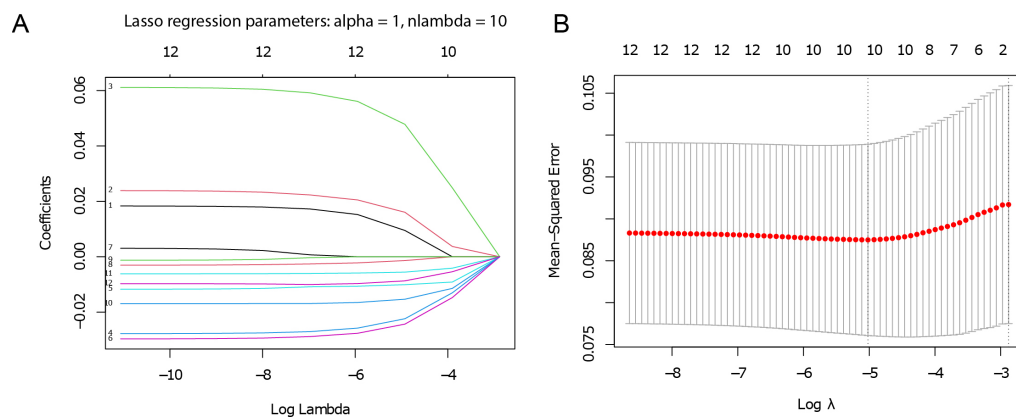 A
Lasso regression parameters: alpha = 1, nlambda = 10
12 12 12 10
Coefficients
0.06
0.04
0.02
0.00
−0.02
3
2
1
7
9
8
11
12
5
10
4
6
−10 −8 −6 −4
Log Lambda
B
12 12 12 12 12 10 10 10 10 8 7 6 2
Mean−Squared Error
0.105
0.095
0.085
0.075
−8 −7 −6 −5 −4 −3
Log λ